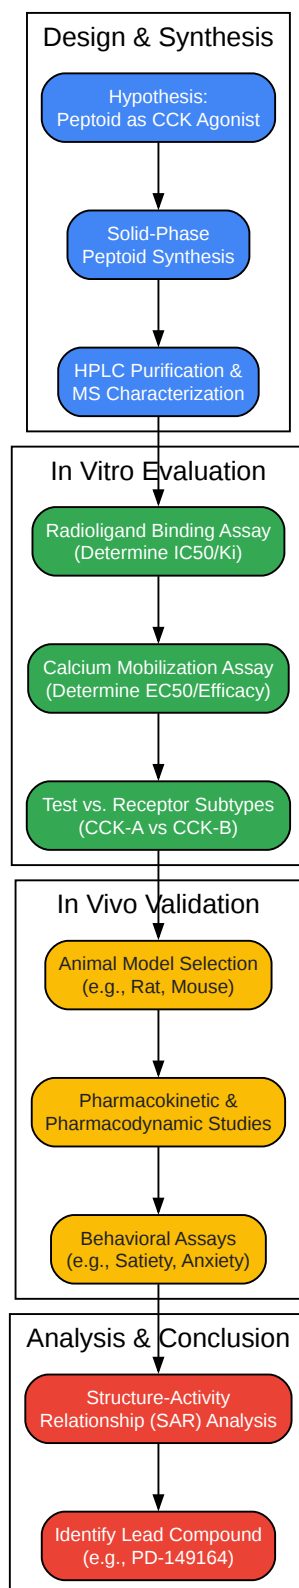 Design & Synthesis
Hypothesis:
Peptoid as CCK Agonist
Solid-Phase
Peptoid Synthesis
HPLC Purification &
MS Characterization
In Vitro Evaluation
Radioligand Binding Assay
(Determine IC50/Ki)
Calcium Mobilization Assay
(Determine EC50/Efficacy)
Test vs. Receptor Subtypes
(CCK-A vs CCK-B)
In Vivo Validation
Animal Model Selection
(e.g., Rat, Mouse)
Pharmacokinetic &
Pharmacodynamic Studies
Behavioral Assays
(e.g., Satiety, Anxiety)
Analysis & Conclusion
Structure-Activity
Relationship (SAR) Analysis
Identify Lead Compound
(e.g., PD-149164)